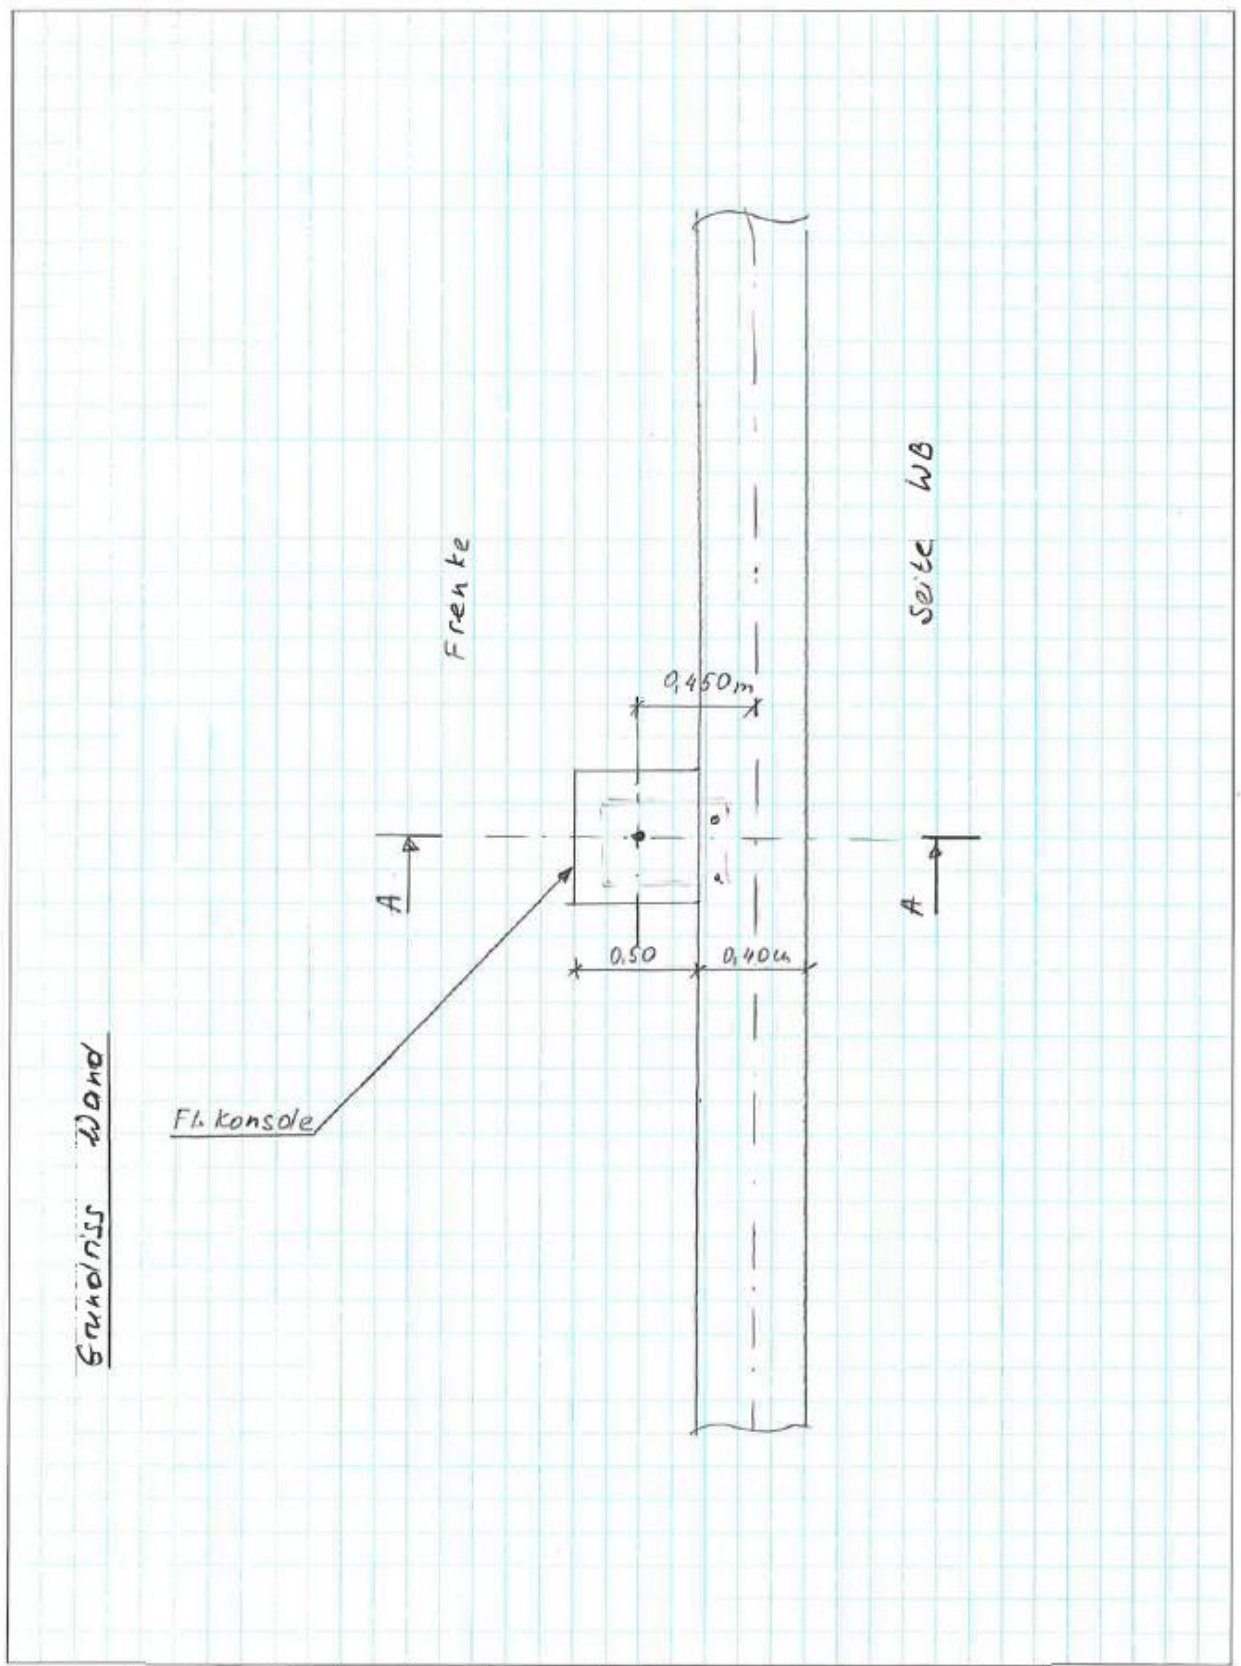 Grundriss Wand
Fl. Konsole
Frenke
Seite WB
0,450m
0,50
0,40m
A
A